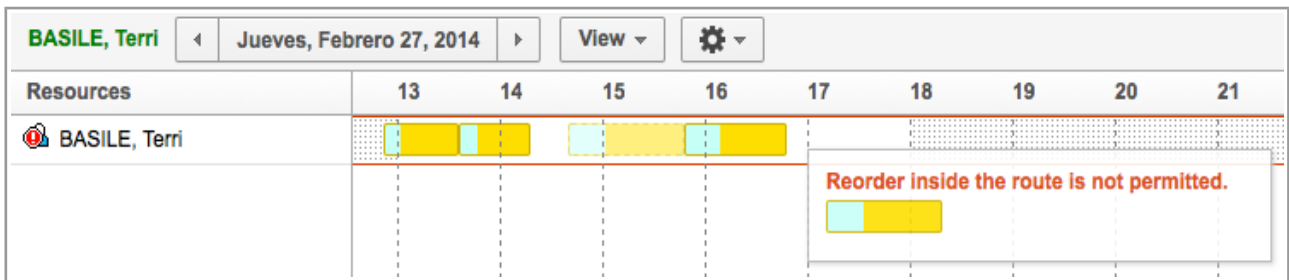 BASILE, Terri Jueves, Febrero 27, 2014 View
Resources 13 14 15 16 17 18 19 20 21
BASILE, Terri
Reorder inside the route is not permitted.